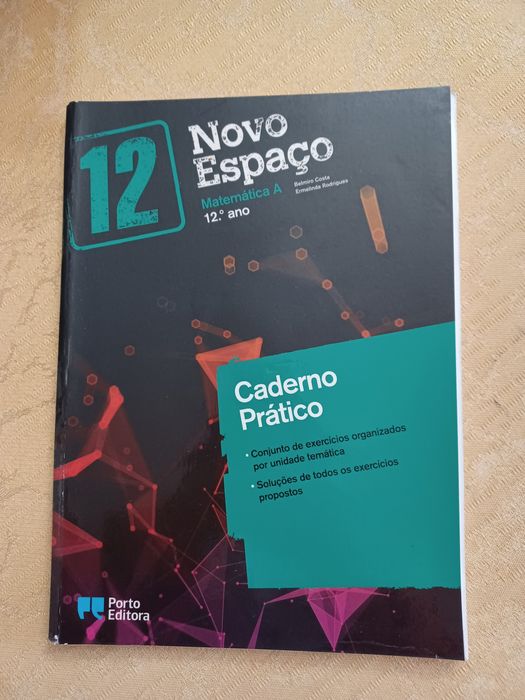 12
Novo
Espaço
Matemática A
12.º ano
Belmiro Costa
Ermelinda Rodrigues
Caderno
Prático
• Conjunto de exercícios organizados
por unidade temática
• Soluções de todos os exercícios
propostos
Porto
Editora